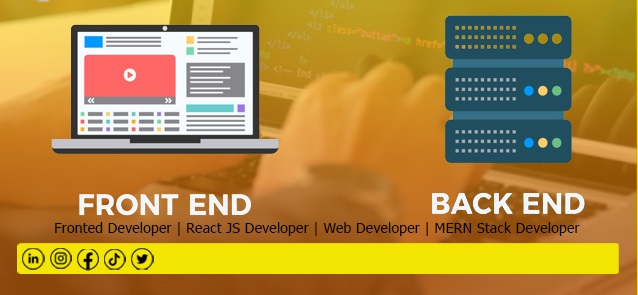 FRONT END
BACK END
Fronted Developer | React JS Developer | Web Developer | MERN Stack Developer